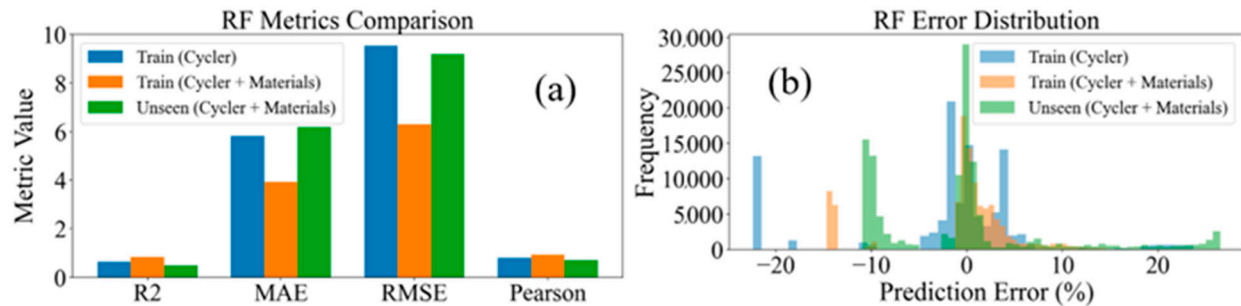 RF Metrics Comparison
10
8
6
4
2
0
Metric Value
Train (Cycler)
Train (Cycler + Materials)
Unseen (Cycler + Materials)
(a)
R2 MAE RMSE Pearson
RF Error Distribution
30.000
25.000
20.000
15.000
10.000
5.000
0
Frequency
(b)
Train (Cycler)
Train (Cycler + Materials)
Unseen (Cycler + Materials)
−20 −10 0 10 20
Prediction Error (%)